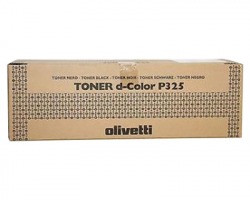 TONER NERO · TONER BLACK · TONER NOIR · TONER SCHWARZ · TONER NEGRO
TONER d-Color P325
olivetti